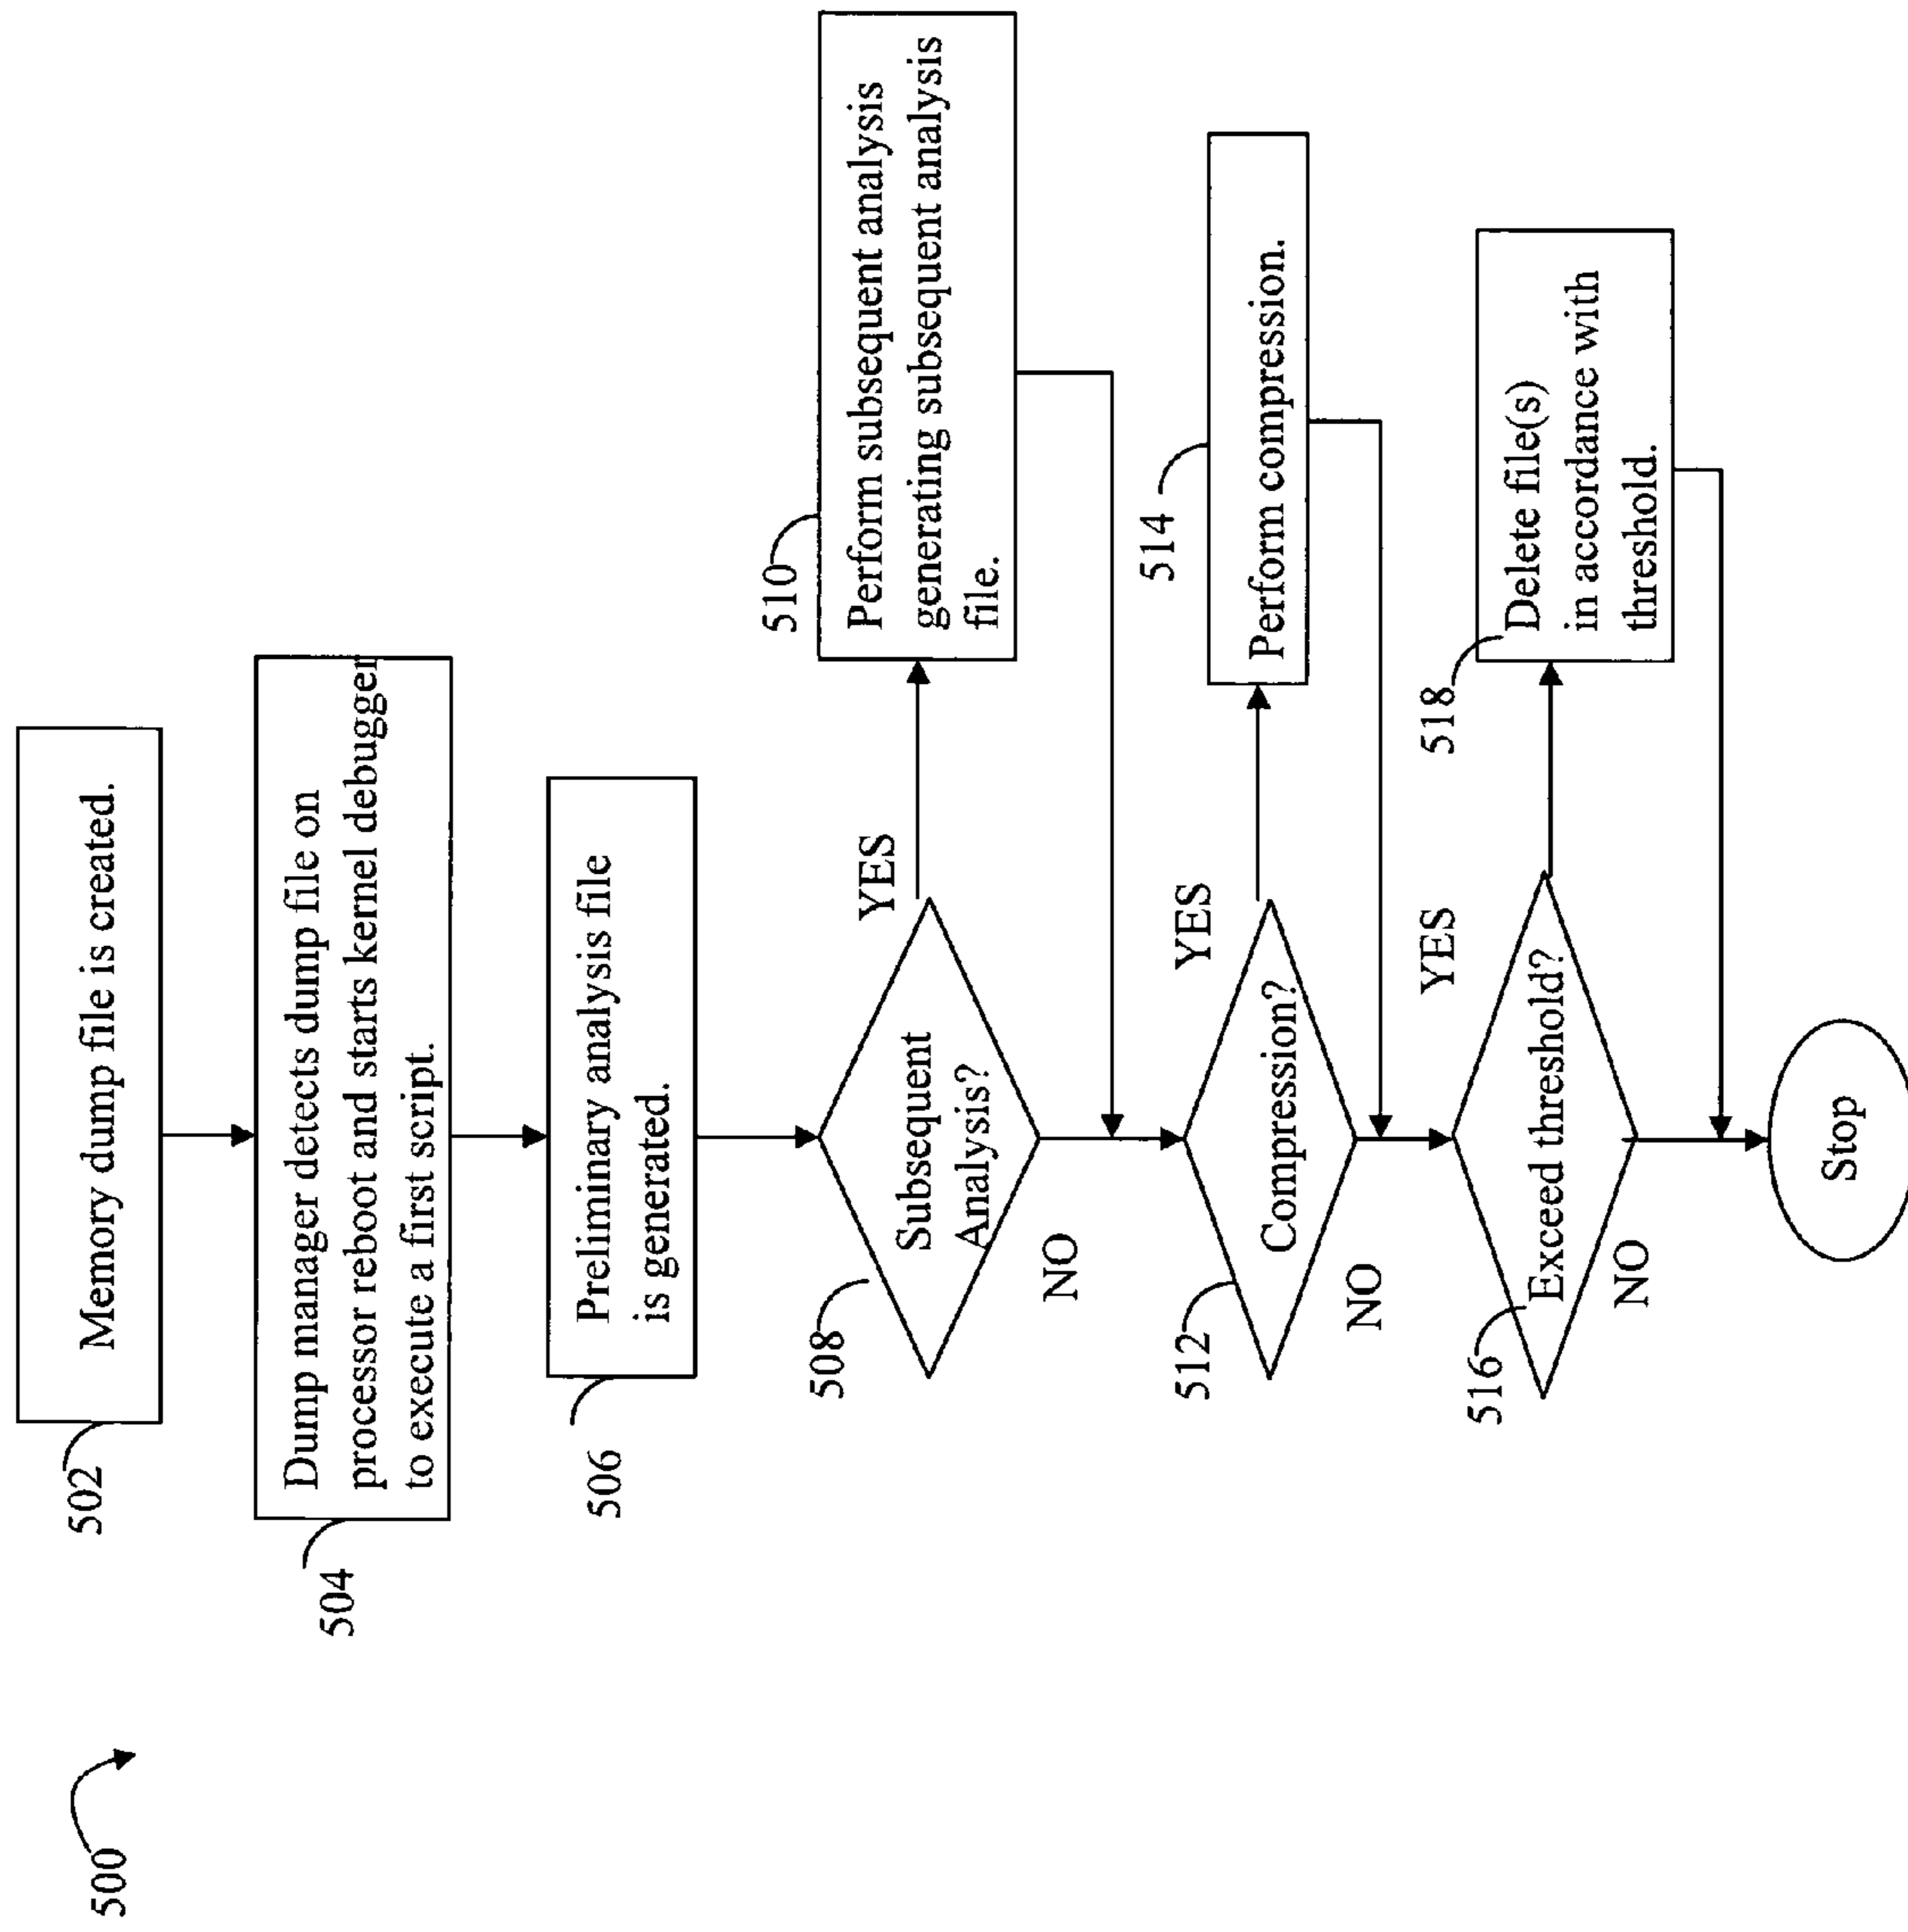 500
502
Memory dump file is created.
504
Dump manager detects dump file on
processor reboot and starts kernel debugger
to execute a first script.
506
Preliminary analysis file
is generated.
508
Subsequent
Analysis?
YES
NO
510
Perform subsequent analysis
generating subsequent analysis
file.
512
Compression?
YES
NO
514
Perform compression.
516
Exceed threshold?
YES
NO
518
Delete file(s)
in accordance with
threshold.
Stop